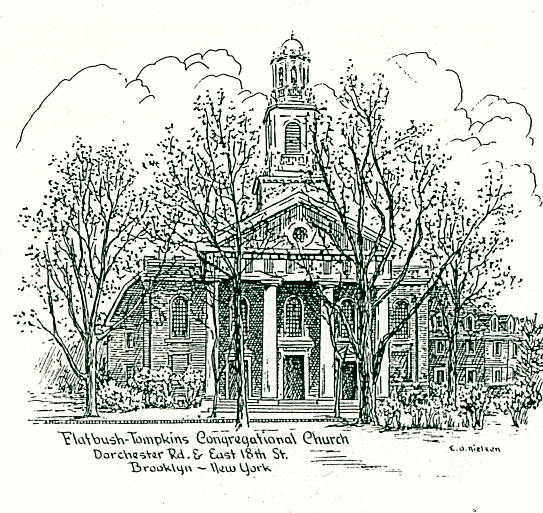 Flatbush-Tompkins Congregational Church
Dorchester Rd. & East 18th St.
Brooklyn ~ New York
E.J. Nielsen